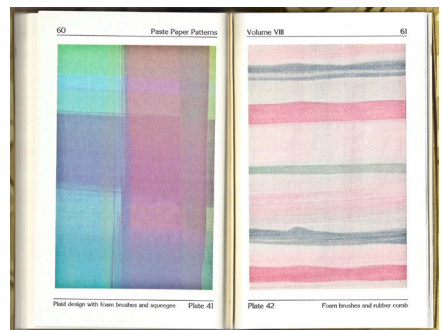 60 Paste Paper Patterns
Plaid design with foam brushes and squeegee Plate 41
Volume VIII 61
Plate 42 Foam brushes and rubber comb